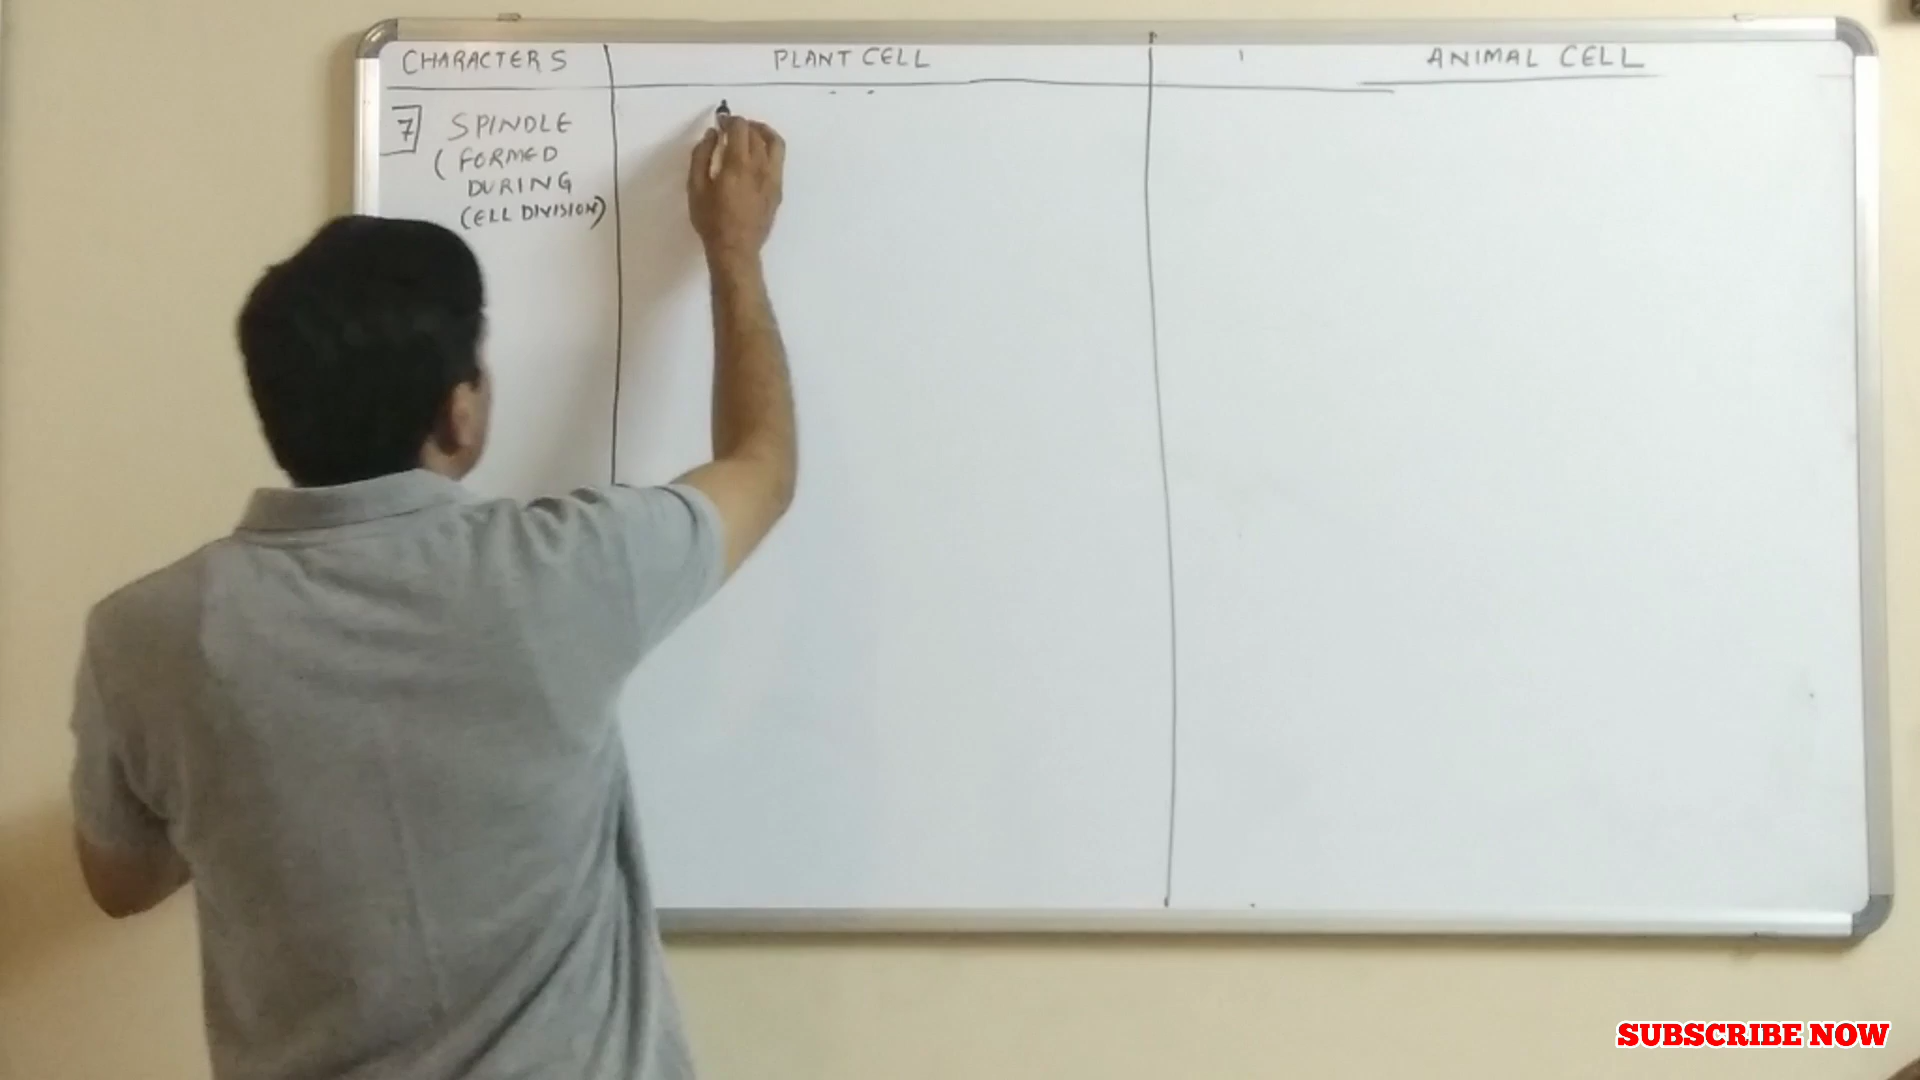 CHARACTERS PLANT CELL ANIMAL CELL
7 SPINDLE
(FORMED
DURING
CELL DIVISION)
SUBSCRIBE NOW